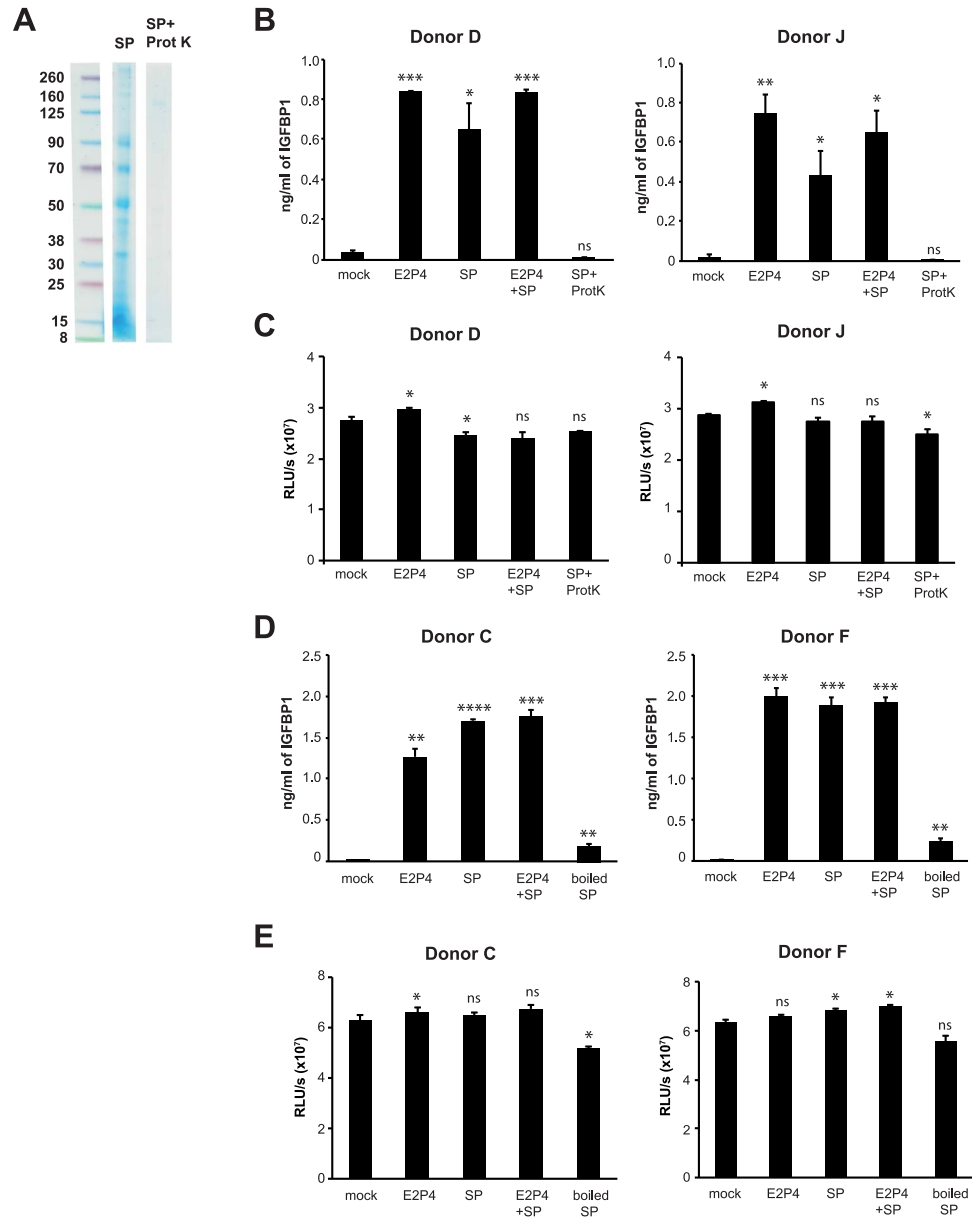 A
SP
SP+
Prot K
260
160
125
90
70
50
38
30
25
15
8
B
Donor D
ng/ml of IGFBP1
1.0
0.8
0.6
0.4
0.2
0
***
*
***
ns
mock
E2P4
SP
E2P4
+SP
SP+
ProtK
Donor J
ng/ml of IGFBP1
1.0
0.8
0.6
0.4
0.2
0
**
*
*
ns
mock
E2P4
SP
E2P4
+SP
SP+
ProtK
C
Donor D
RLU/s (x10⁷)
4
3
2
1
0
*
*
ns
ns
mock
E2P4
SP
E2P4
+SP
SP+
ProtK
Donor J
RLU/s (x10⁷)
4
3
2
1
0
*
ns
ns
*
mock
E2P4
SP
E2P4
+SP
SP+
ProtK
D
Donor C
ng/ml of IGFBP1
2.5
2.0
1.5
1.0
0.5
0
**
****
***
**
mock
E2P4
SP
E2P4
+SP
boiled
SP
Donor F
ng/ml of IGFBP1
2.5
2.0
1.5
1.0
0.5
0
***
***
***
**
mock
E2P4
SP
E2P4
+SP
boiled
SP
E
Donor C
RLU/s (x10⁷)
8
6
4
2
0
*
ns
ns
*
mock
E2P4
SP
E2P4
+SP
boiled
SP
Donor F
RLU/s (x10⁷)
8
6
4
2
0
ns
*
*
ns
mock
E2P4
SP
E2P4
+SP
boiled
SP